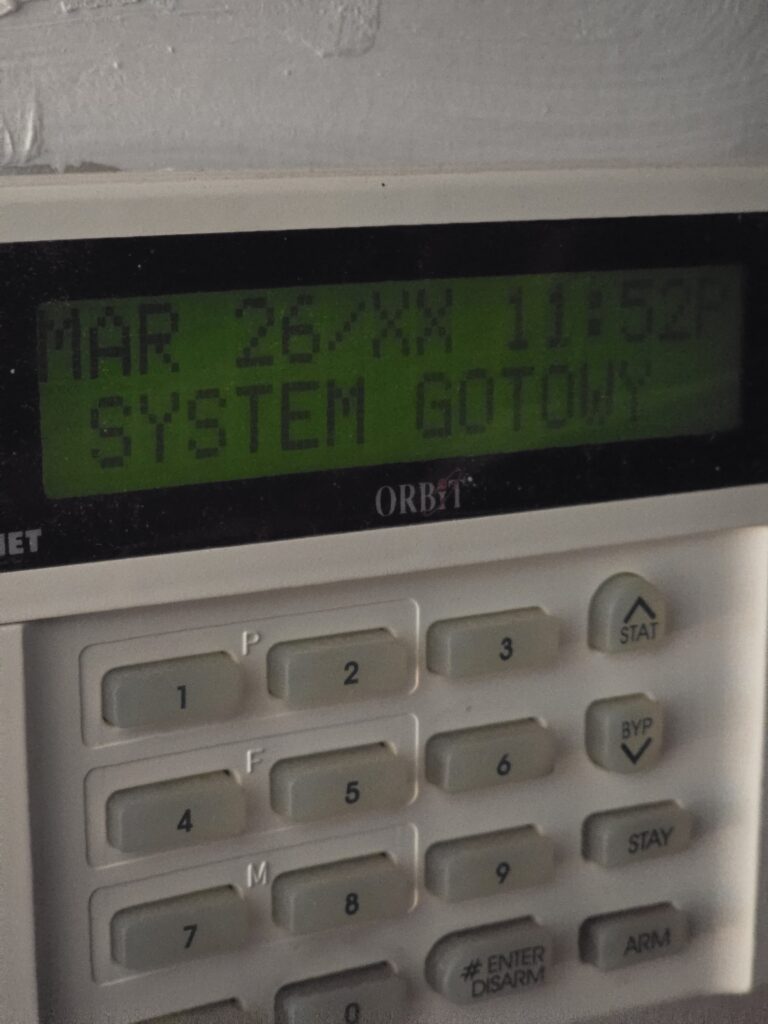 MAR 26/XX 11:52P
SYSTEM GOTOWY
ORBIT
P
1 2 3 STAT
F
4 5 6 BYP
M
7 8 9 STAY
0 # ENTER DISARM ARM